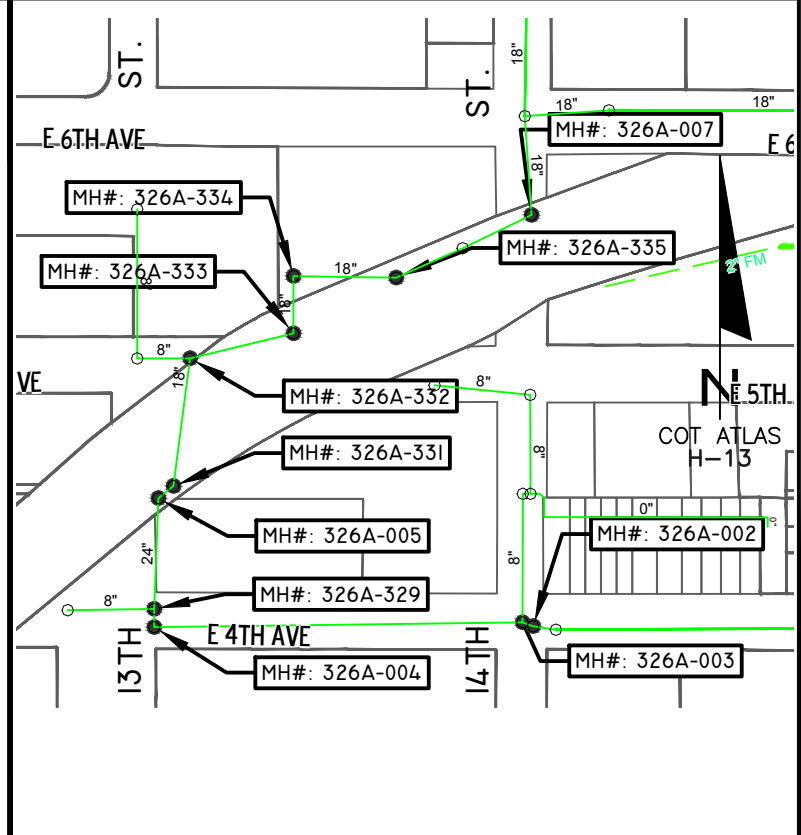 18"
ST.
ST.
18"
18"
MH#: 326A-007
E 6TH AVE
E 6
18"
MH#: 326A-334
MH#: 326A-335
MH#: 326A-333
18"
2" FM
8"
18"
8"
18"
VE
MH#: 326A-332
8"
N
E 5TH
COT ATLAS
H-13
MH#: 326A-331
8"
0"
0"
MH#: 326A-005
MH#: 326A-002
24"
8"
MH#: 326A-329
8"
E 4TH AVE
13TH
14TH
MH#: 326A-003
MH#: 326A-004